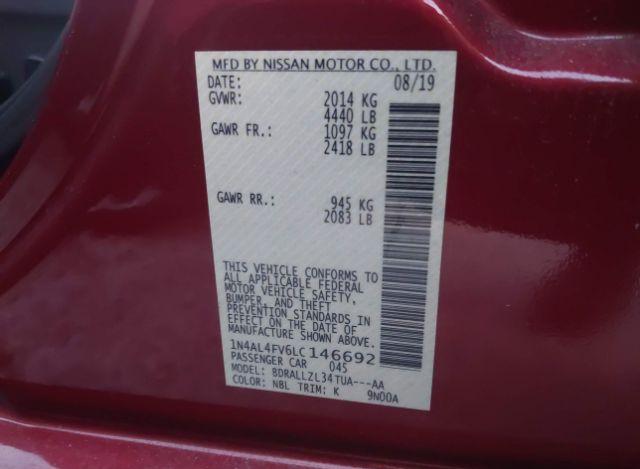 MFD BY NISSAN MOTOR CO., LTD.
DATE: 08/19
GVWR: 2014 KG
4440 LB
GAWR FR.: 1097 KG
2418 LB
GAWR RR.: 945 KG
2083 LB
THIS VEHICLE CONFORMS TO
ALL APPLICABLE FEDERAL
MOTOR VEHICLE SAFETY,
BUMPER, AND THEFT
PREVENTION STANDARDS IN
EFFECT ON THE DATE OF
MANUFACTURE SHOWN ABOVE.
1N4AL4FV6LC146692
PASSENGER CAR 045
MODEL: BDRALLZL34TUA---AA
COLOR: NBL TRIM: K 9N00A